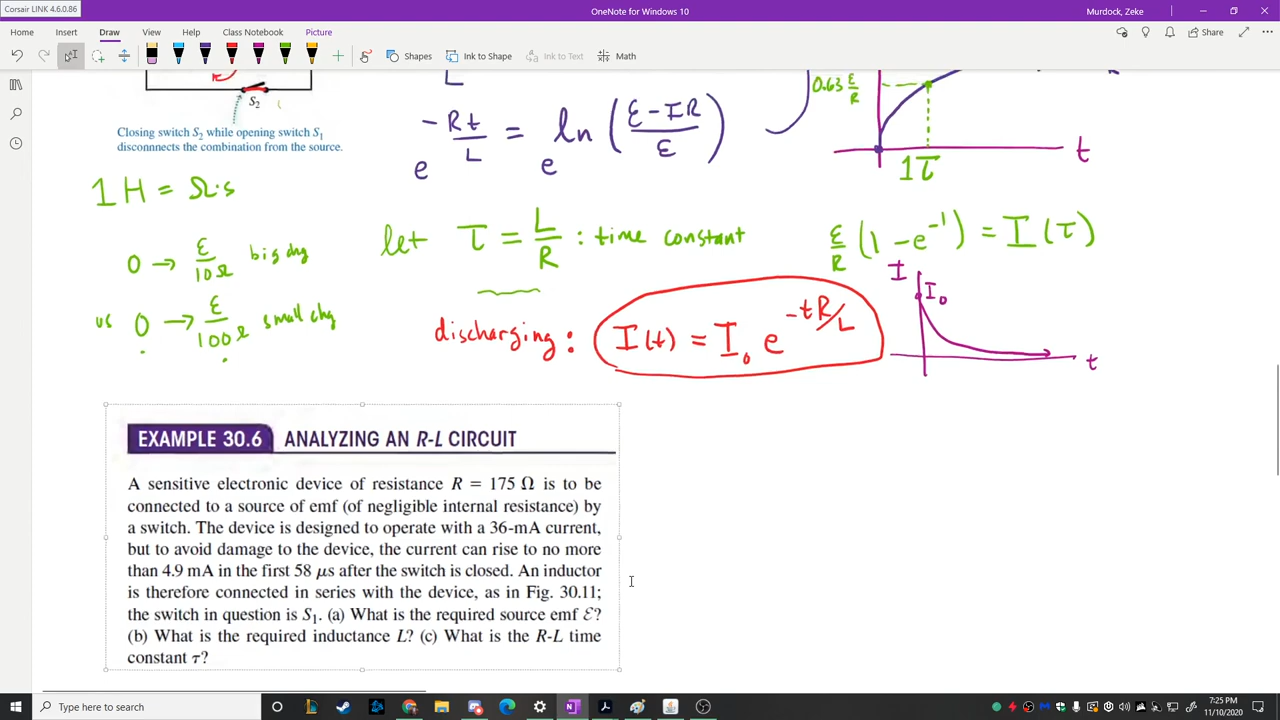 Corsair LINK 4.6.0.86
OneNote for Windows 10
Murdock, Zeke
Home Insert Draw View Help Class Notebook Picture
Share
Shapes Ink to Shape Ink to Text Math
S2
Closing switch S2 while opening switch S1
disconnnects the combination from the source.
L
e^(-Rt/L) = e^(ln((ℰ-IR)/ℰ))
0.63 ℰ/R
t
1τ
1 H = Ω·s
let τ = L/R : time constant
ℰ/R (1 - e^-1) = I(τ)
0 → ℰ/10Ω big chg
vs 0 → ℰ/100Ω small chg
discharging: I(t) = I0 e^(-tR/L)
I
I0
t
EXAMPLE 30.6 ANALYZING AN R-L CIRCUIT
A sensitive electronic device of resistance R = 175 Ω is to be
connected to a source of emf (of negligible internal resistance) by
a switch. The device is designed to operate with a 36-mA current,
but to avoid damage to the device, the current can rise to no more
than 4.9 mA in the first 58 μs after the switch is closed. An inductor
is therefore connected in series with the device, as in Fig. 30.11;
the switch in question is S1. (a) What is the required source emf ℰ?
(b) What is the required inductance L? (c) What is the R-L time
constant τ?
Type here to search
7:25 PM
11/10/2020